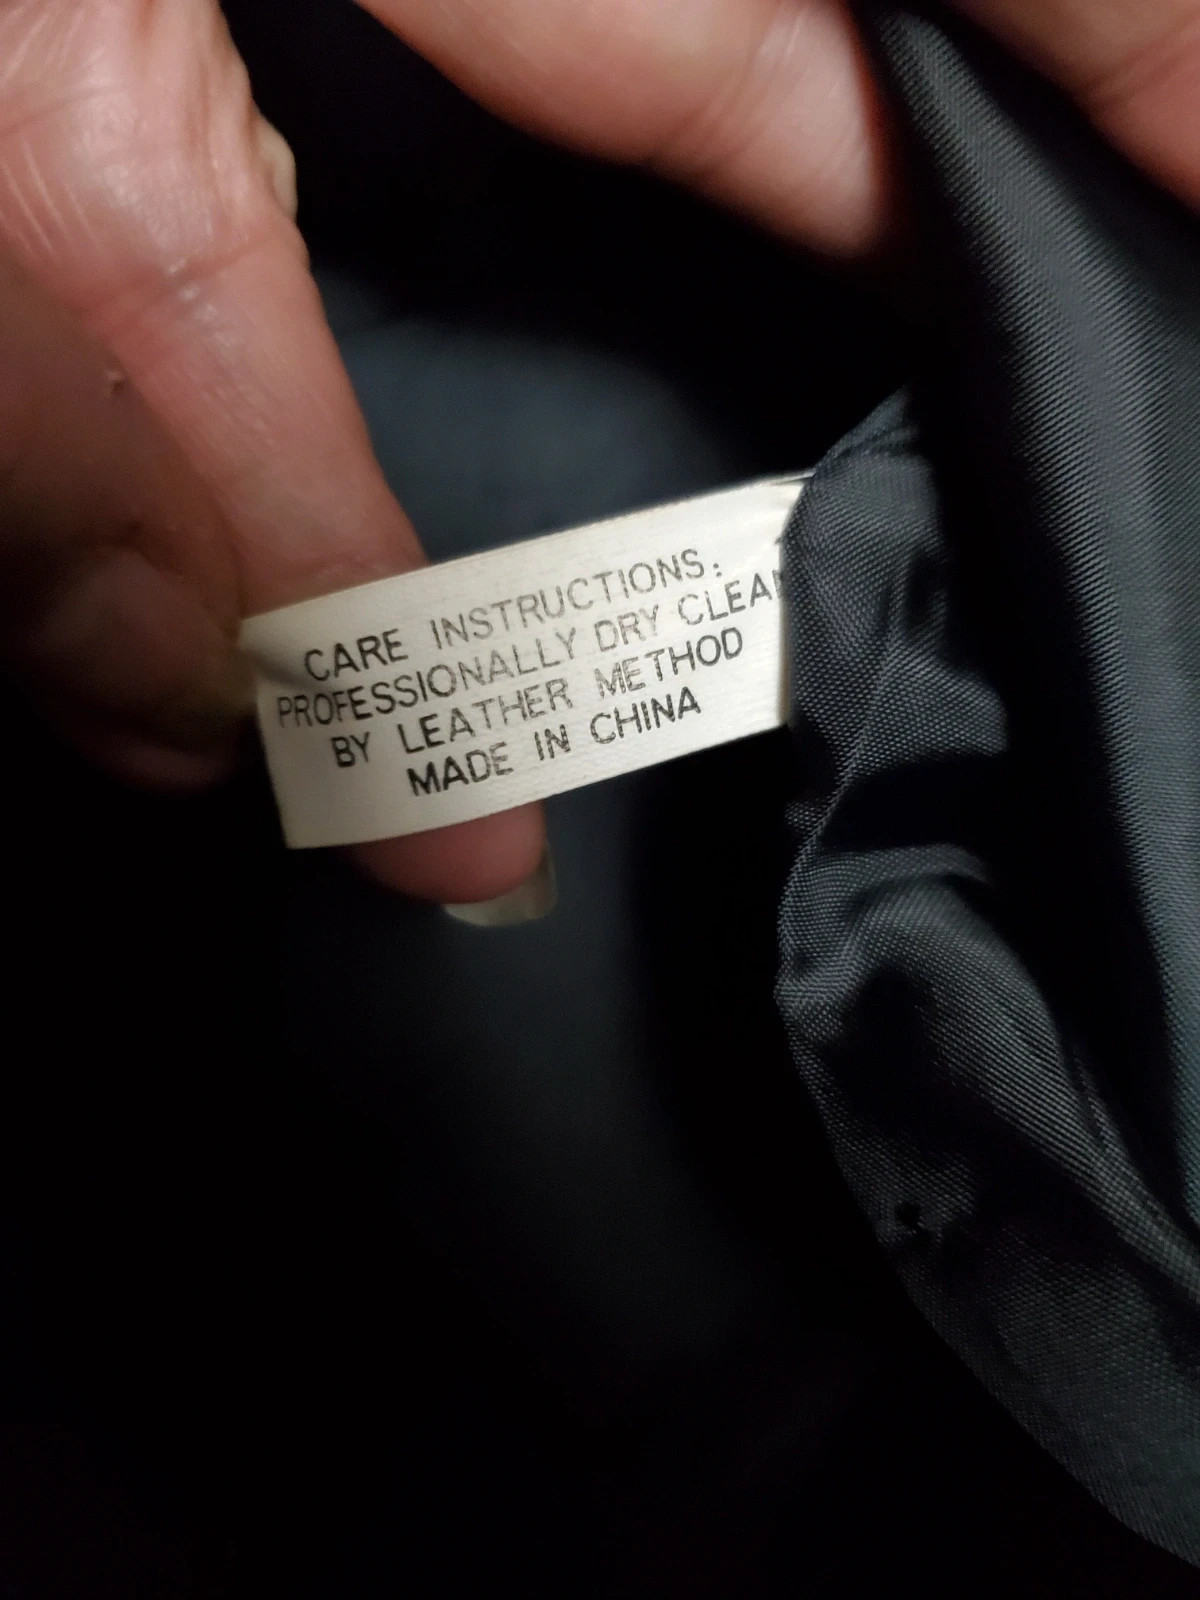 CARE INSTRUCTIONS:
PROFESSIONALLY DRY CLEAN
BY LEATHER METHOD
MADE IN CHINA